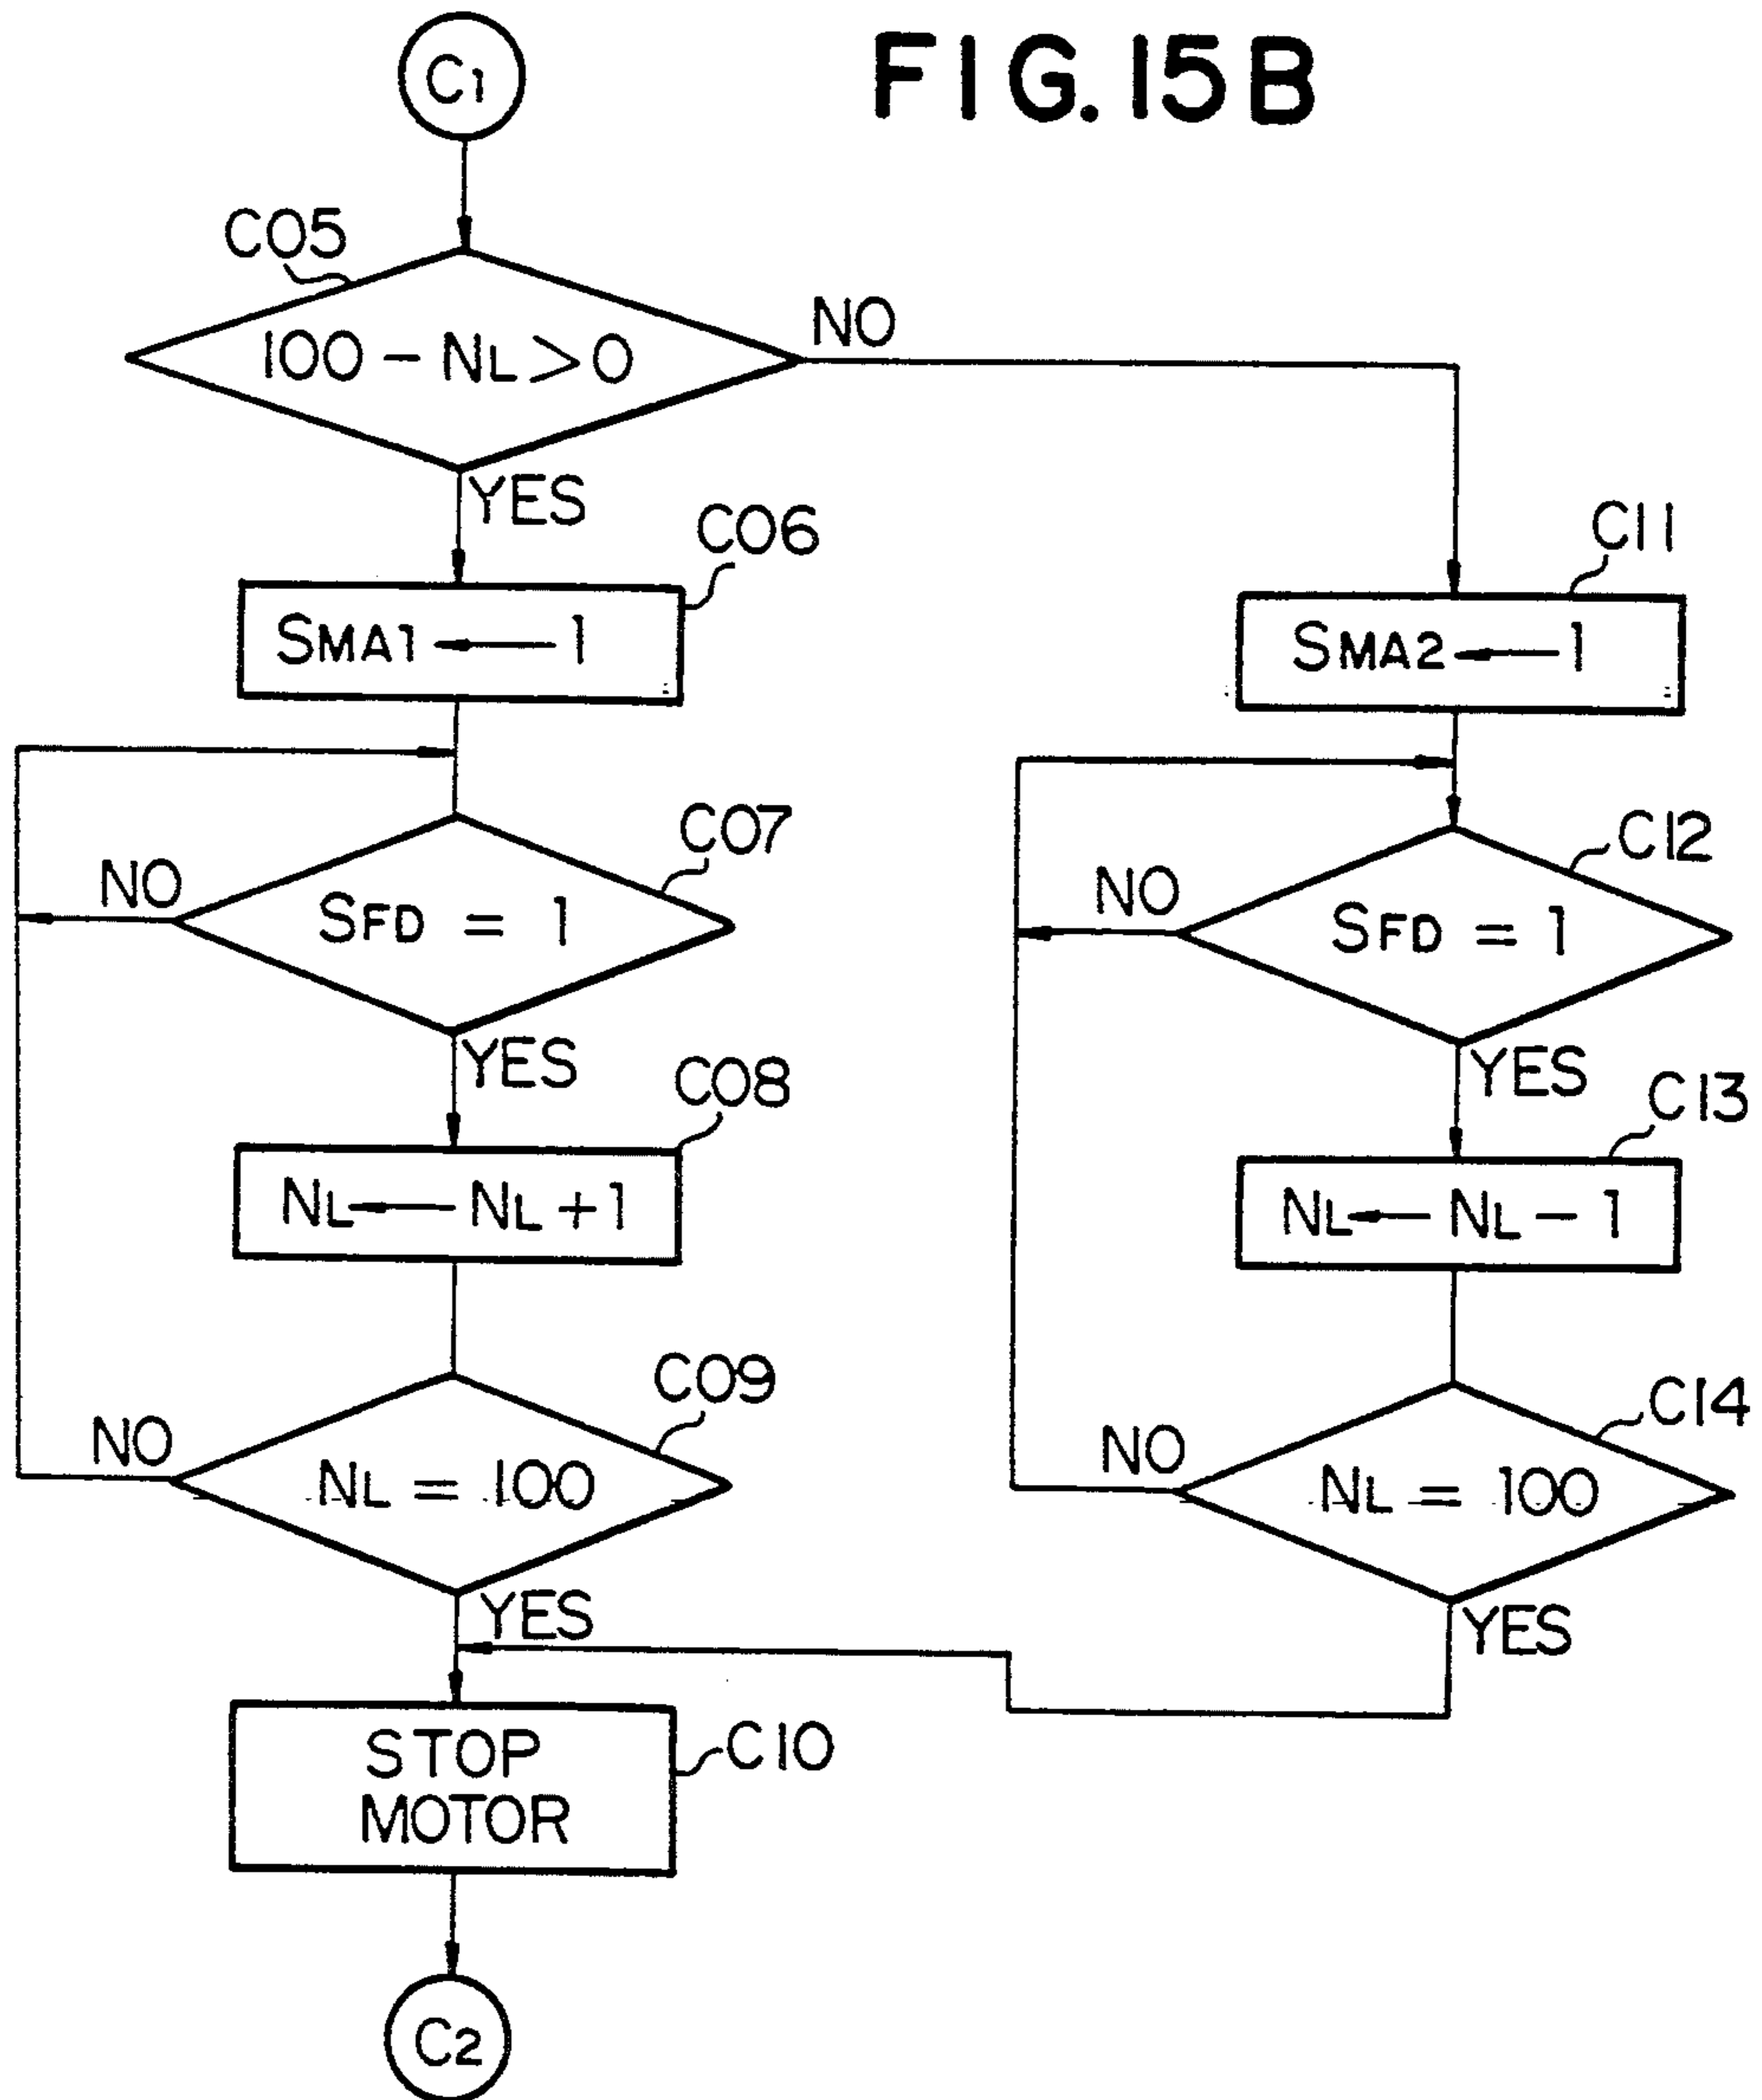 FIG. 15B
C1
C05
100 - NL > 0
NO
YES
C06
SMA1 ← 1
C07
SFD = 1
NO
YES
C08
NL ← NL + 1
C09
NL = 100
NO
YES
C10
STOP
MOTOR
C2
C11
SMA2 ← 1
C12
SFD = 1
NO
YES
C13
NL ← NL - 1
C14
NL = 100
NO
YES